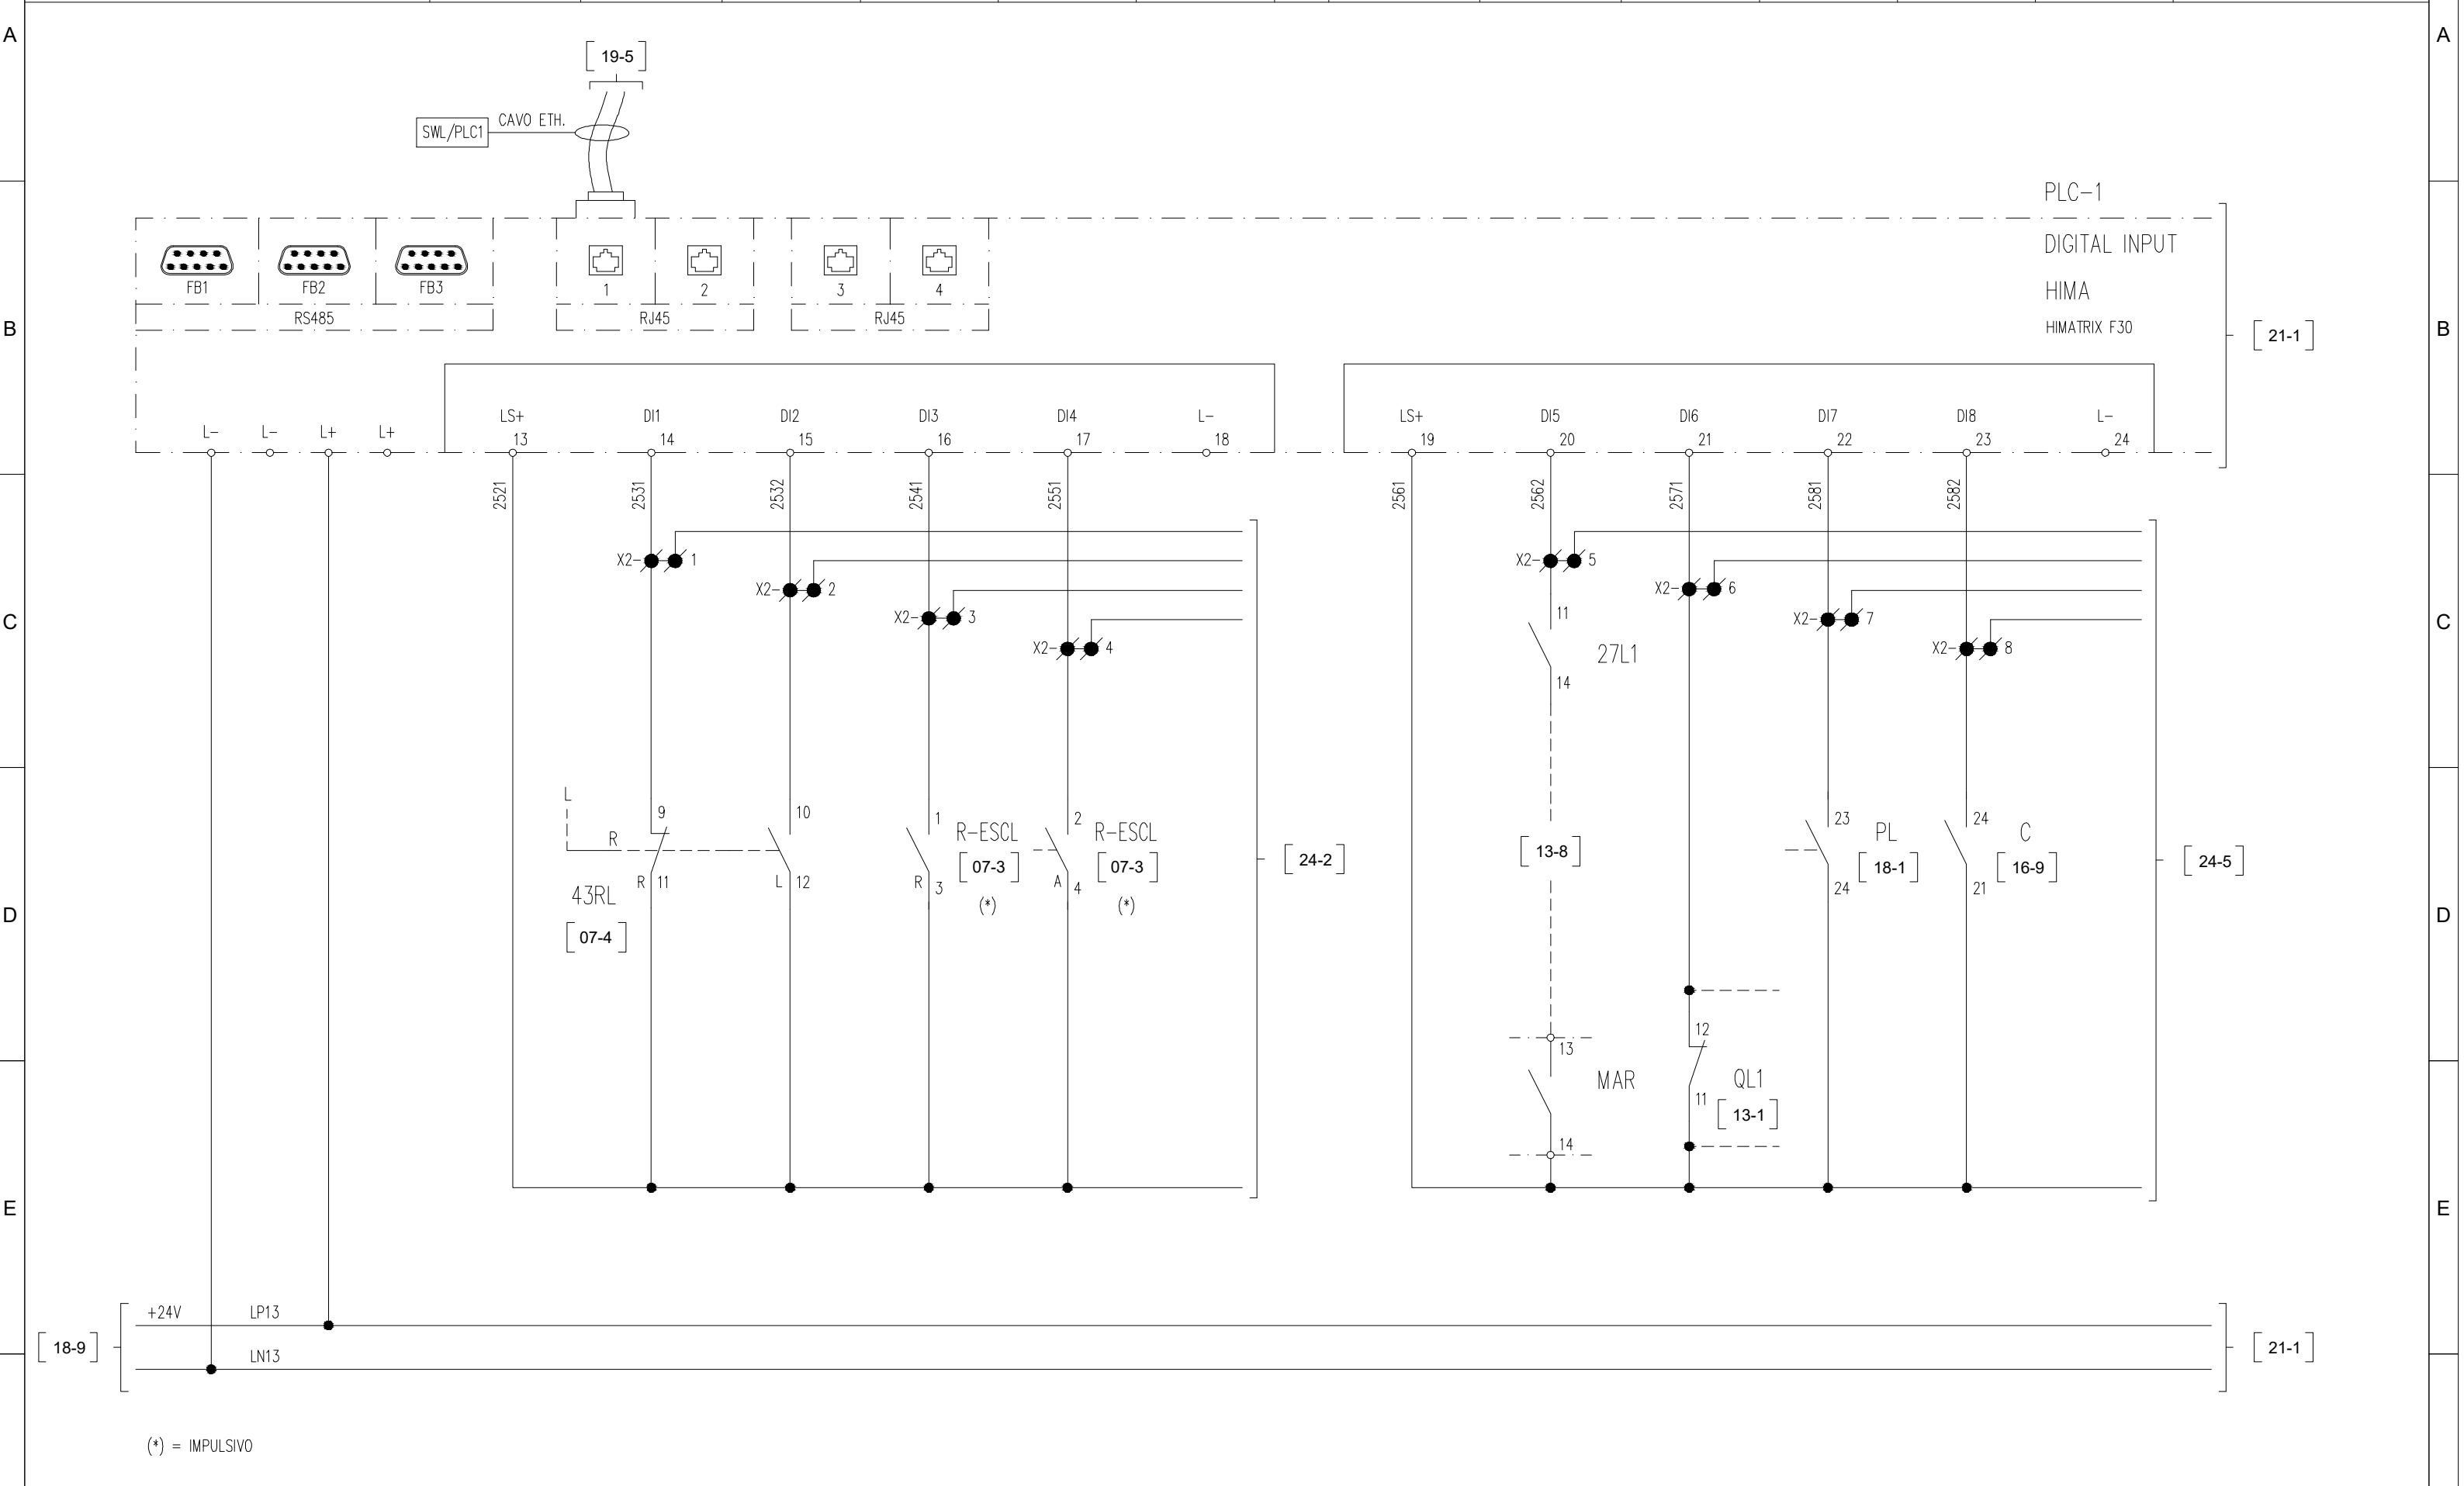 A A
[19-5]
SWL/PLC1 CAVO ETH.
PLC-1
DIGITAL INPUT
HIMA
HIMATRIX F30
FB1 FB2 FB3 1 2 3 4
RS485 RJ45 RJ45
B B
[21-1]
LS+ DI1 DI2 DI3 DI4 L- LS+ DI5 DI6 DI7 DI8 L-
L- L- L+ L+ 13 14 15 16 17 18 19 20 21 22 23 24
2521 2531 2532 2541 2551 2561 2562 2571 2581 2582
X2- 1 X2- 5
X2- 2 X2- 6
X2- 3 11 X2- 7
C C
X2- 4 27L1 X2- 8
14
L 9 10 1 2 23 24
R R-ESCL R-ESCL PL C
[07-3] [07-3] [24-2] [13-8] [18-1] [16-9] [24-5]
R 11 L 12 R 3 A 4 24 21
43RL (*) (*)
D D
[07-4]
12
13
MAR QL1
11 [13-1]
14
E E
+24V LP13
[18-9] [21-1]
LN13
(*) = IMPULSIVO